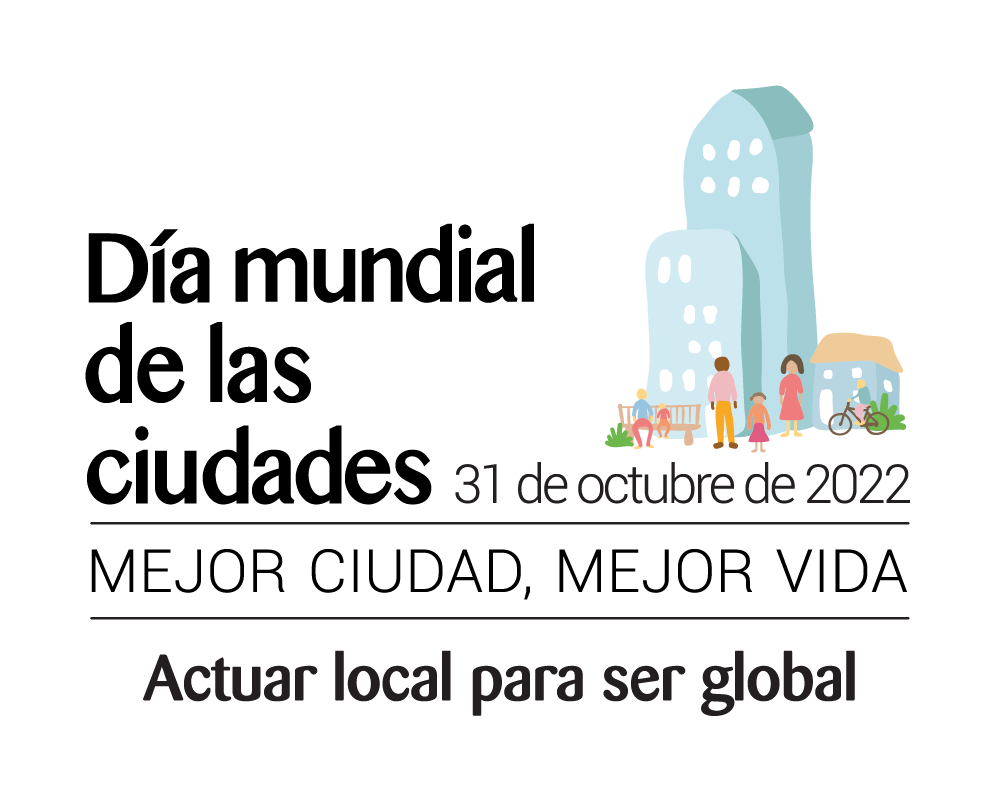 Día mundial
de las
ciudades 31 de octubre de 2022
MEJOR CIUDAD, MEJOR VIDA
Actuar local para ser global